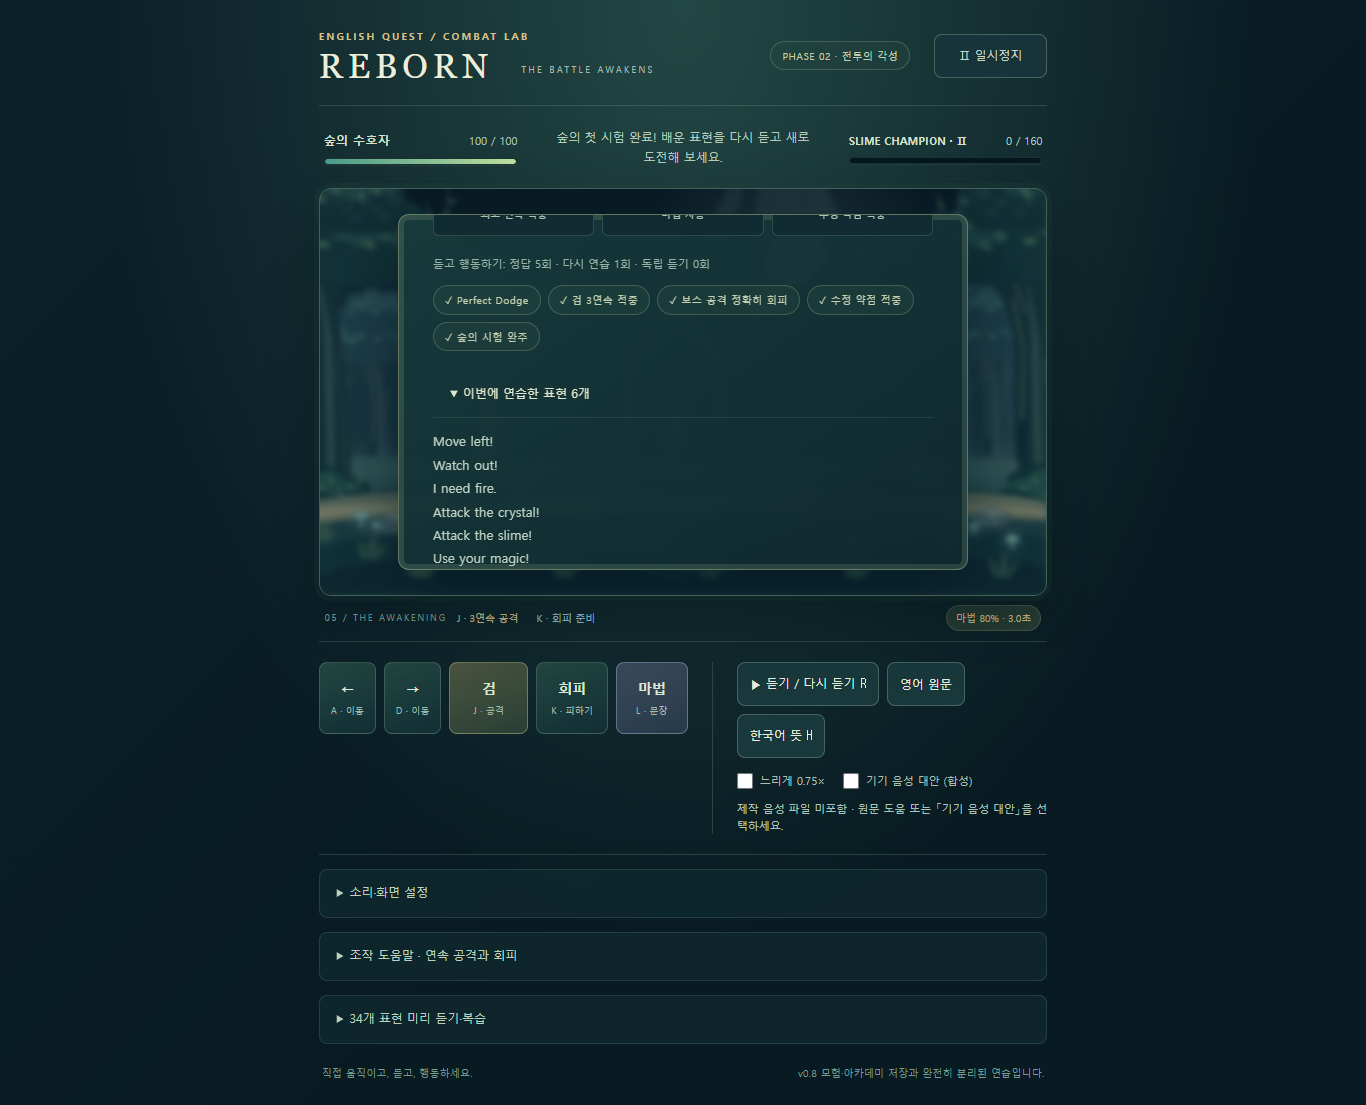 ENGLISH QUEST / COMBAT LAB
REBORN
THE BATTLE AWAKENS
PHASE 02 · 전투의 각성
Ⅱ 일시정지
숲의 수호자
100 / 100
숲의 첫 시험 완료! 배운 표현을 다시 듣고 새로
도전해 보세요.
SLIME CHAMPION · Ⅱ
0 / 160
듣고 행동하기: 정답 5회 · 다시 연습 1회 · 독립 듣기 0회
✓ Perfect Dodge
✓ 검 3연속 적중
✓ 보스 공격 정확히 회피
✓ 수정 약점 적중
✓ 숲의 시험 완주
▼ 이번에 연습한 표현 6개
Move left!
Watch out!
I need fire.
Attack the crystal!
Attack the slime!
Use your magic!
05 / THE AWAKENING
J · 3연속 공격
K · 회피 준비
마법 80% · 3.0초
←
A · 이동
→
D · 이동
검
J · 공격
회피
K · 피하기
마법
L · 문장
▶ 듣기 / 다시 듣기 R
영어 원문
한국어 뜻 H
느리게 0.75×
기기 음성 대안 (합성)
제작 음성 파일 미포함 · 원문 도움 또는 「기기 음성 대안」을 선
택하세요.
▶ 소리·화면 설정
▶ 조작 도움말 · 연속 공격과 회피
▶ 34개 표현 미리 듣기·복습
직접 움직이고, 듣고, 행동하세요.
v0.8 모험·아카데미 저장과 완전히 분리된 연습입니다.